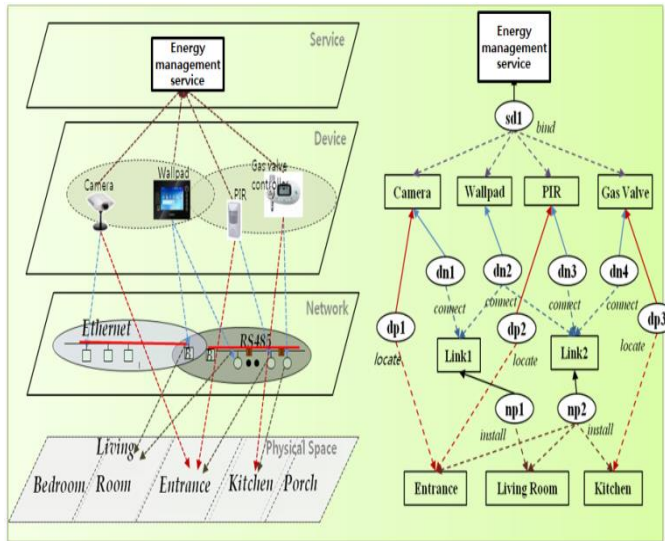 Energy
management
service
Service
Device
Camera
Wallpad
PIR
Gas valve
controller
Network
Ethernet
RS485
Physical Space
Living
Bedroom Room Entrance Kitchen Porch
Energy
management
service
sd1
bind
Camera Wallpad PIR Gas Valve
dn1 dn2 dn3 dn4
connect connect connect connect
dp1 dp2 dp3
locate locate locate
Link1 Link2
np1 np2
install install
Entrance Living Room Kitchen